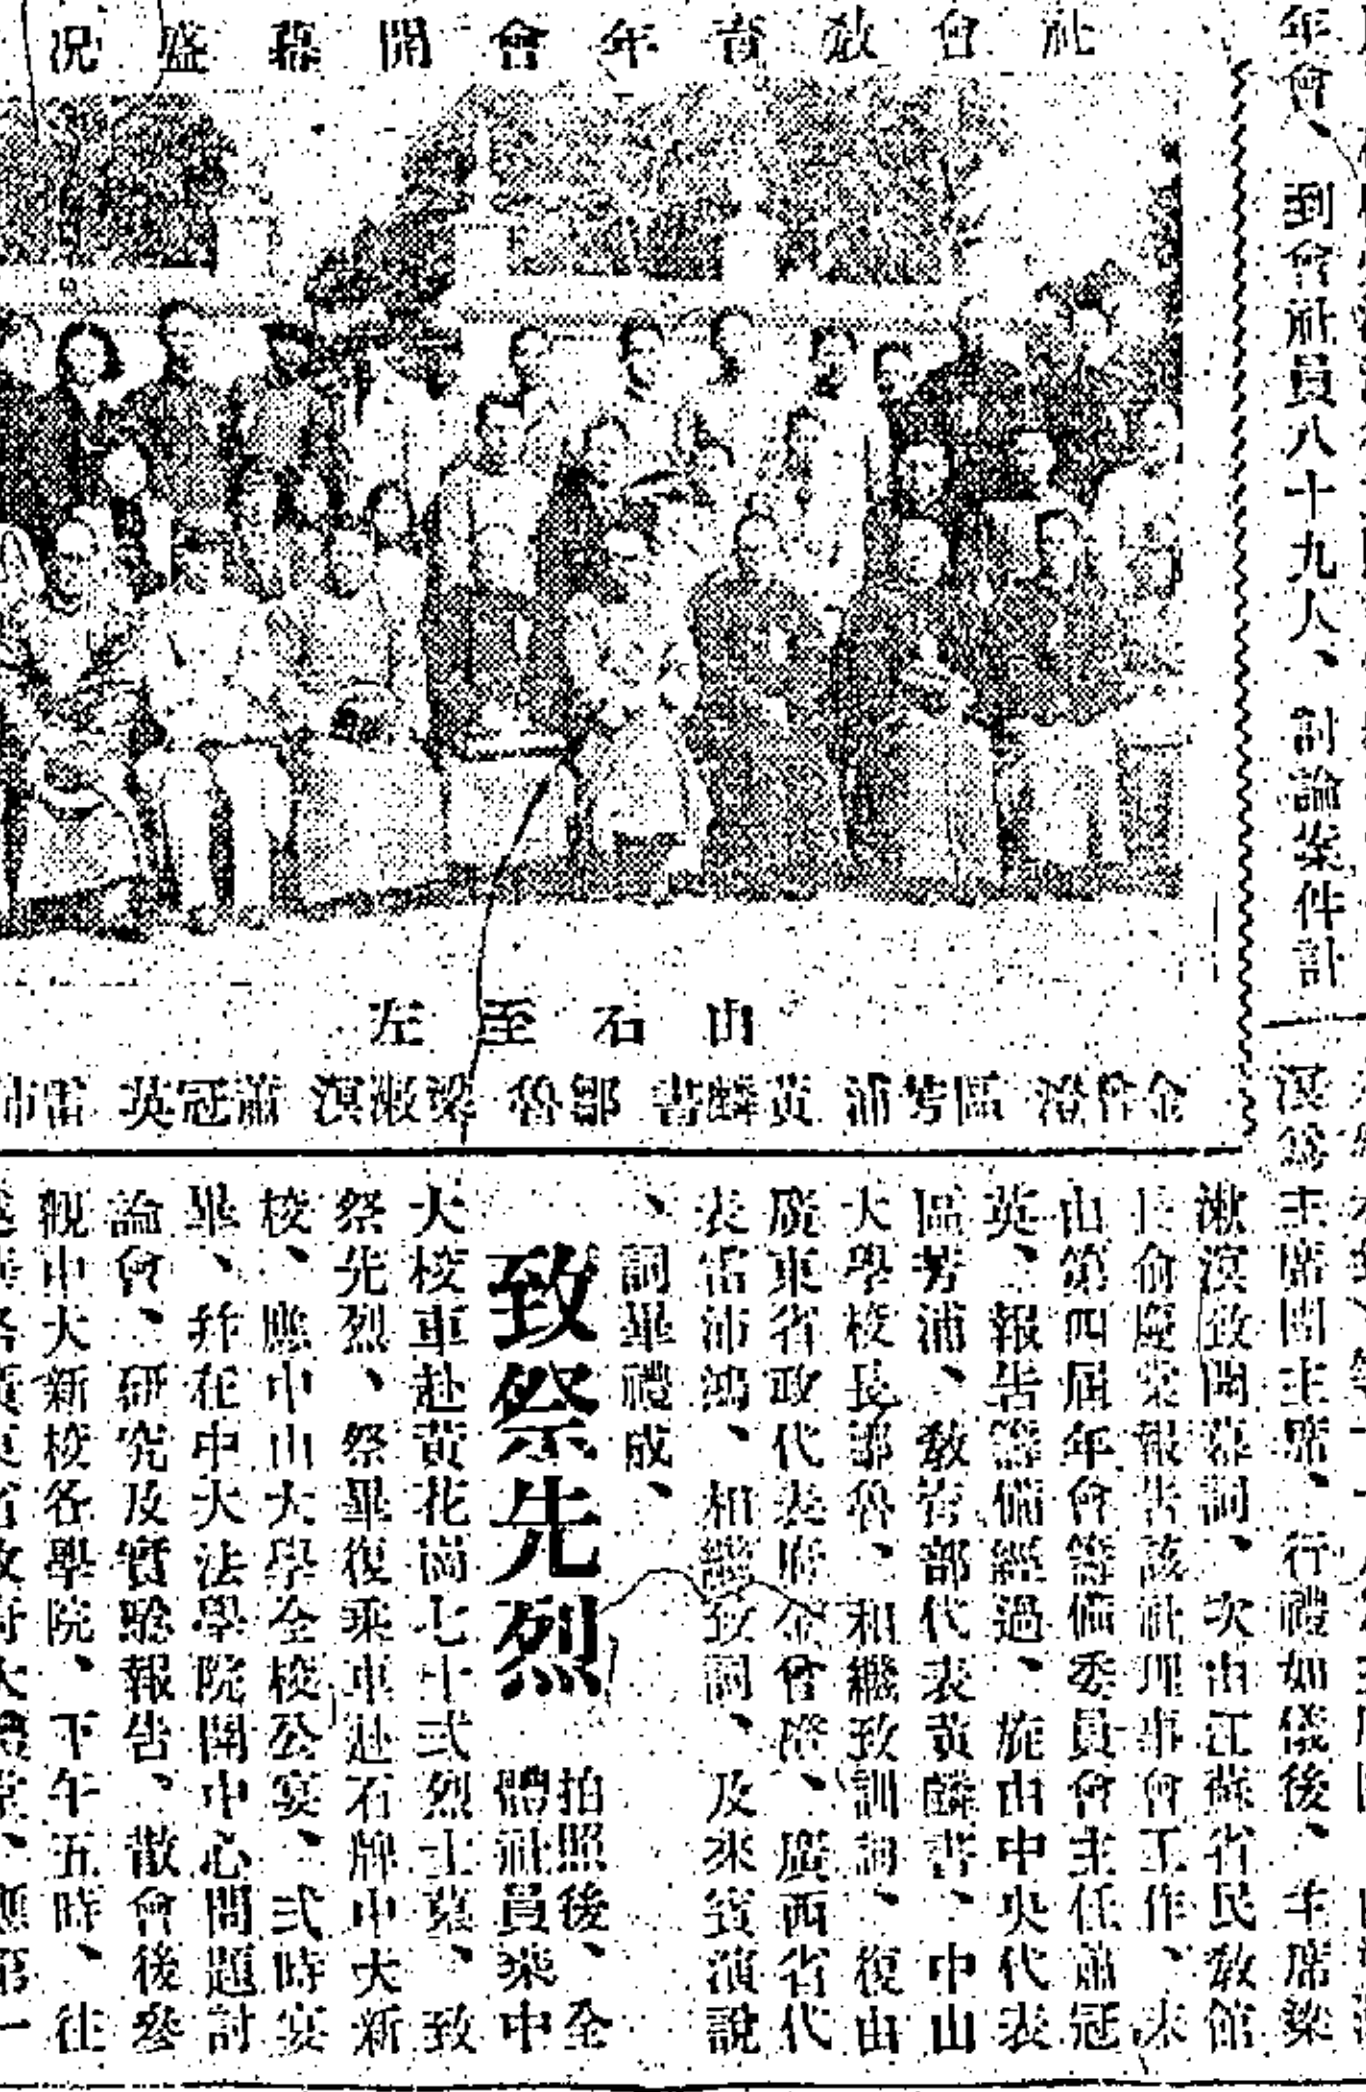 社會教育年會開幕盛況
年會、到會社員八十九人、討論案件計
由右至左
金曾澄 區芳浦 黃麟書 鄒魯 梁漱溟 蕭冠英 雷沛
溟為主席團主席、行禮如儀後、主席梁
漱溟致開幕詞、次由江蘇省民敎館
長俞慶棠報告該社理事會工作、末
由第四屆年會籌備委員會主任蕭冠
英、報告籌備經過、旋由中央代表
區芳浦、敎育部代表黃麟書、中山
大學校長鄒魯、相繼致訓詞、復由
廣東省政代表府金曾澄、廣西省代
表雷沛鴻、相繼致詞、及來賓演說
、詞畢禮成、
致祭先烈
拍照後、全
體社員乘中
大校車赴黃花崗七十弍烈士墓、致
祭先烈、祭畢復乘車赴石牌中大新
校、應中山大學全校公宴、弍時宴
畢、幷在中大法學院開中心問題討
論會、研究及實驗報告、散會後參
觀中大新校各學院、下午五時、往